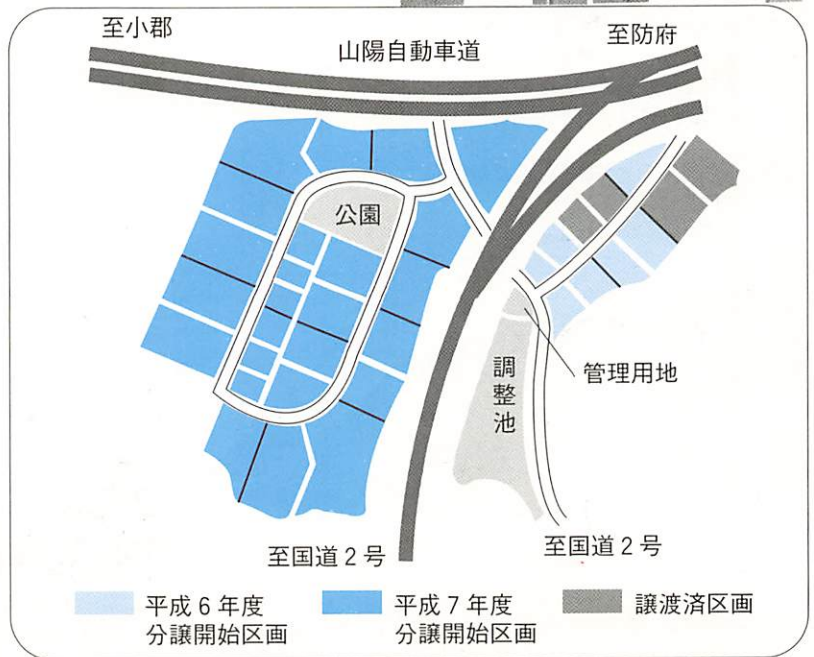 至小郡
山陽自動車道
至防府
公園
管理用地
調整池
至国道2号
至国道2号
平成6年度
分譲開始区画
平成7年度
分譲開始区画
譲渡済区画